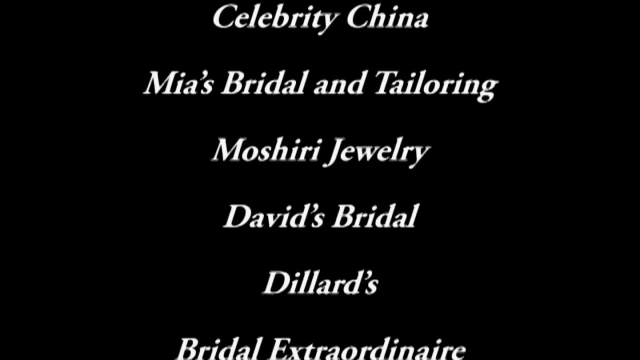 Celebrity China
Mia's Bridal and Tailoring
Moshiri Jewelry
David's Bridal
Dillard's
Bridal Extraordinaire